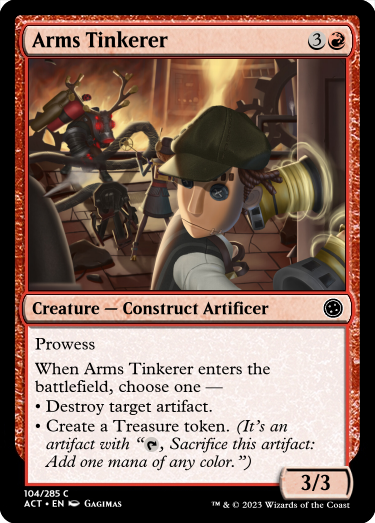 Arms Tinkerer 3
Creature — Construct Artificer
Prowess
When Arms Tinkerer enters the
battlefield, choose one —
• Destroy target artifact.
• Create a Treasure token. (It's an
artifact with “, Sacrifice this artifact:
Add one mana of any color.”)
3/3
104/285 C
ACT • EN Gagimas
™ & © 2023 Wizards of the Coast